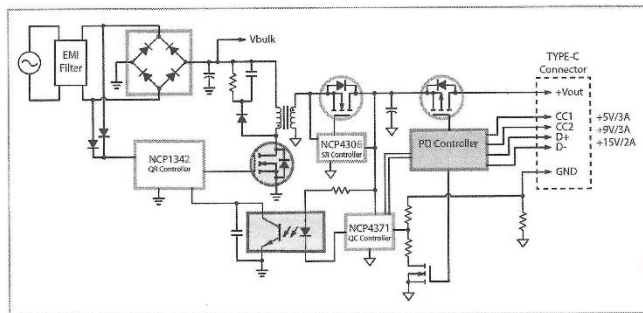 EMI
Filter
Vbulk
NCP1342
QR Controller
NCP4306
SR Controller
NCP4371
QC Controller
PD Controller
TYPE-C
Connector
+Vout
CC1
CC2
D+
D-
GND
+5V/3A
+9V/3A
+15V/2A